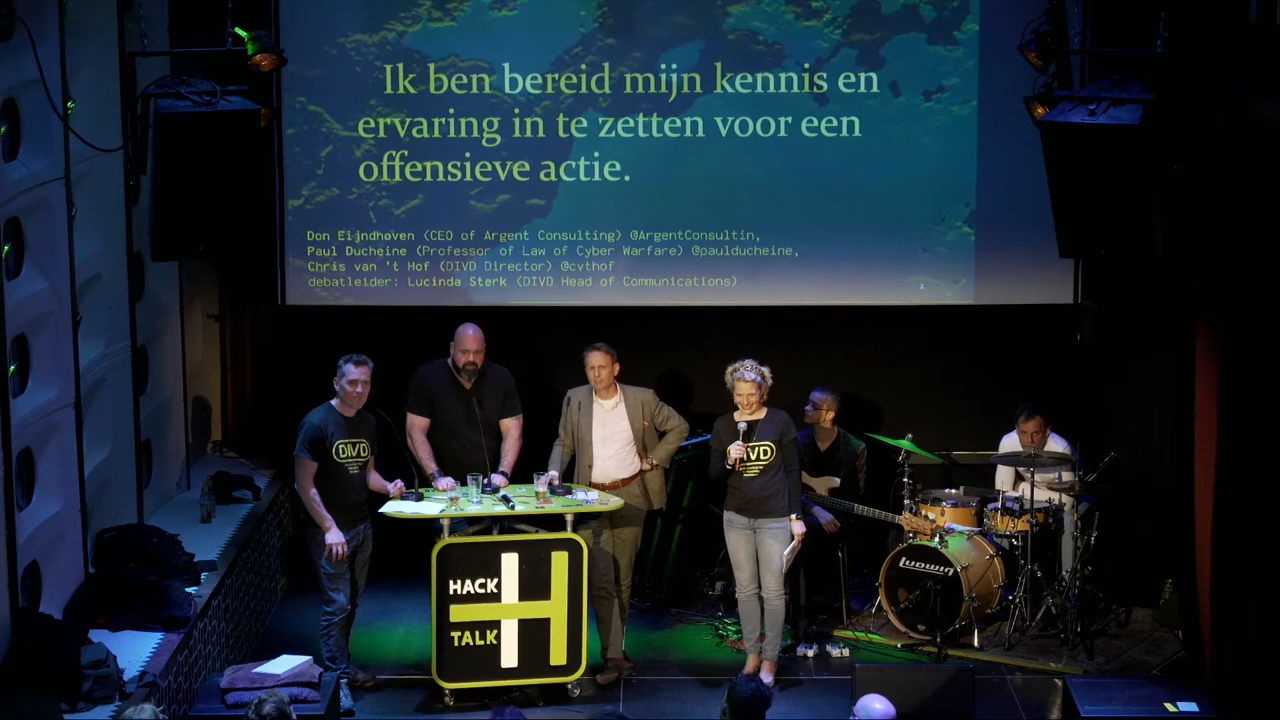 Ik ben bereid mijn kennis en
ervaring in te zetten voor een
offensieve actie.
Don Eijndhoven (CEO of Argent Consulting) @ArgentConsultin,
Paul Ducheine (Professor of Law of Cyber Warfare) @paulducheine,
Chris van 't Hof (DIVD Director) @cvthof
debatleider: Lucinda Sterk (DIVD Head of Communications)
DIVD
DIVD
Ludwig
HACK
TALK